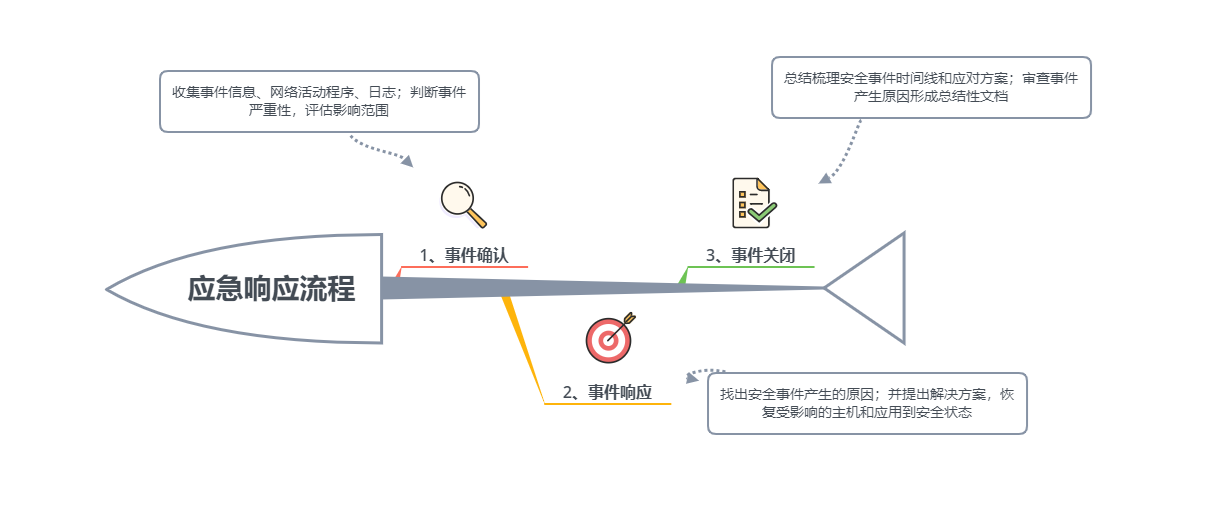 收集事件信息、网络活动程序、日志；判断事件
严重性，评估影响范围
总结梳理安全事件时间线和应对方案；审查事件
产生原因形成总结性文档
1、事件确认
3、事件关闭
应急响应流程
2、事件响应
找出安全事件产生的原因；并提出解决方案，恢
复受影响的主机和应用到安全状态